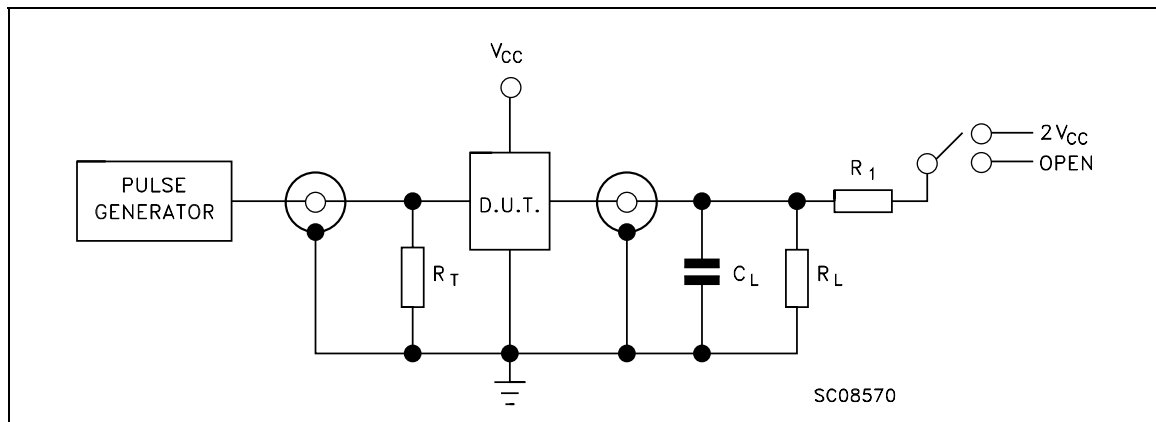 VCC
2VCC
OPEN
R1
PULSE
GENERATOR
D.U.T.
RT
CL
RL
SC08570